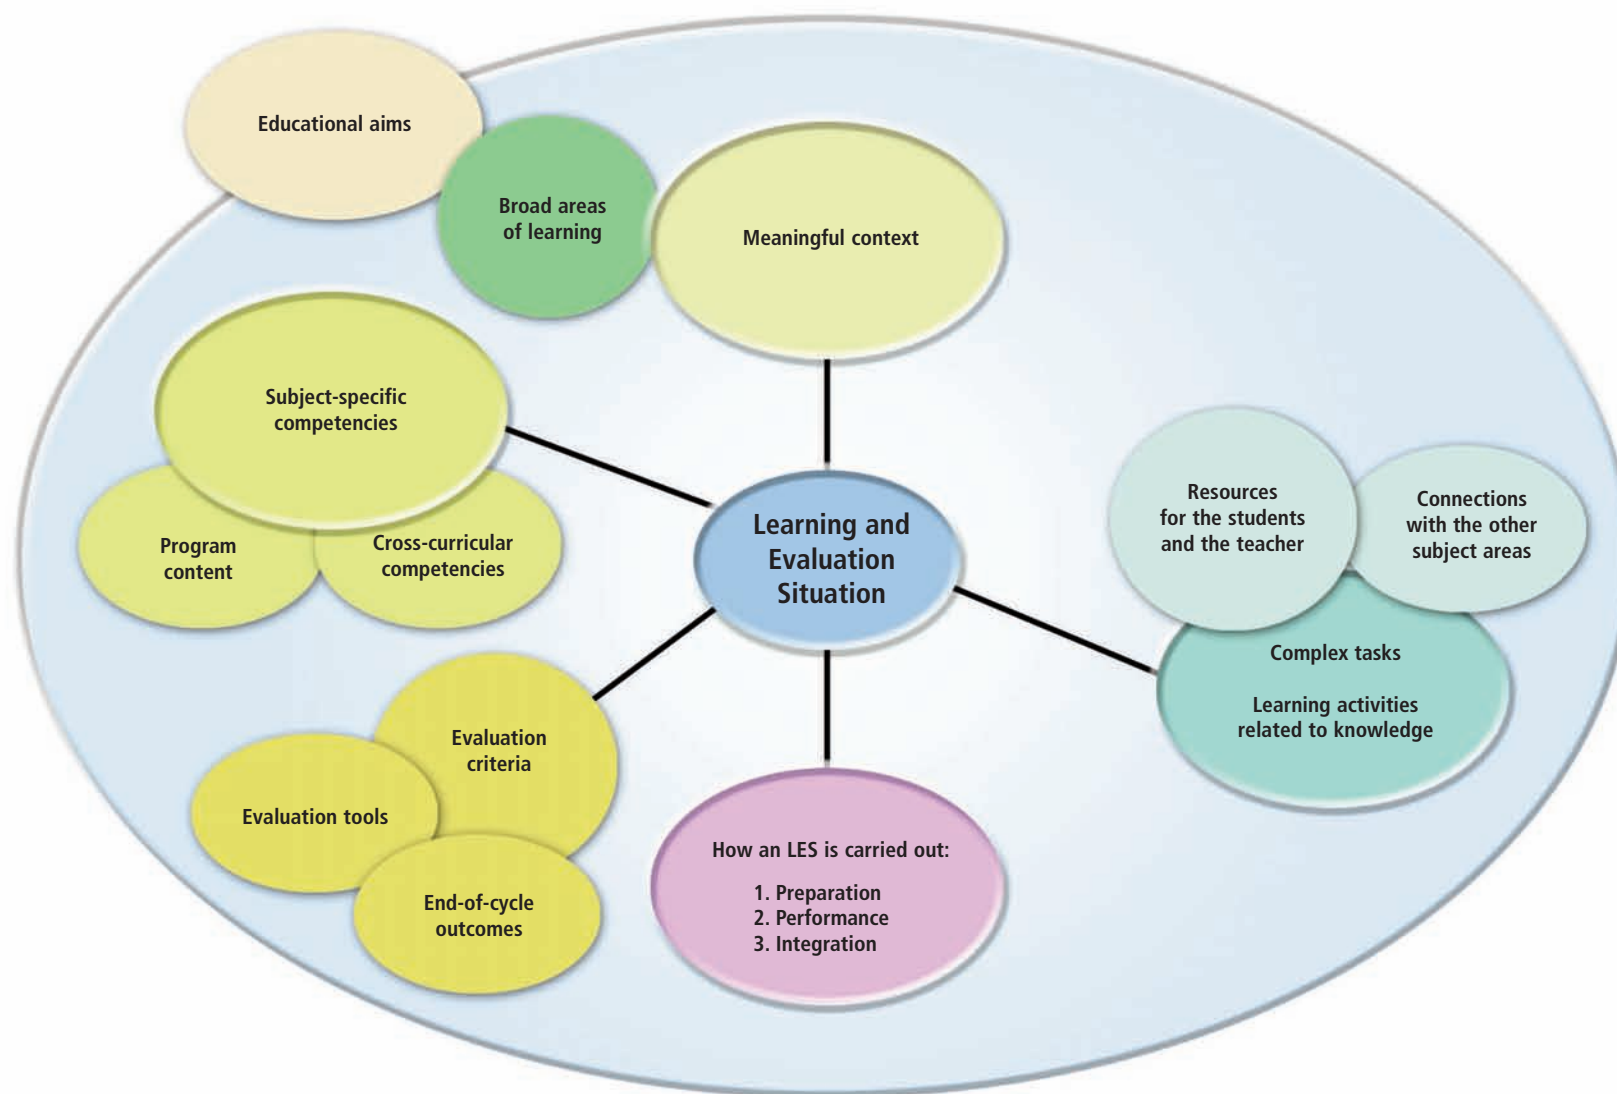 Educational aims
Broad areas
of learning
Meaningful context
Subject-specific
competencies
Program
content
Cross-curricular
competencies
Learning and
Evaluation
Situation
Resources
for the students
and the teacher
Connections
with the other
subject areas
Complex tasks
Learning activities
related to knowledge
Evaluation
criteria
Evaluation tools
End-of-cycle
outcomes
How an LES is carried out:
1. Preparation
2. Performance
3. Integration